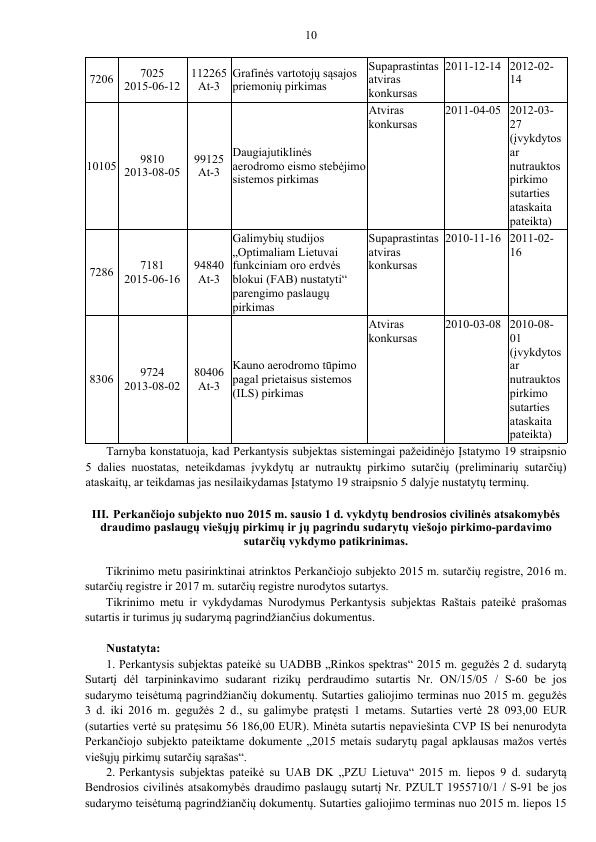 10
7206 7025 2015-06-12 112265 At-3 Grafinės vartotojų sąsajos priemonių pirkimas Supaprastintas atviras konkursas 2011-12-14 2012-02-14
10105 9810 2013-08-05 99125 At-3 Daugiajutiklinės aerodromo eismo stebėjimo sistemos pirkimas Atviras konkursas 2011-04-05 2012-03-27 (įvykdytos ar nutrauktos pirkimo sutarties ataskaita pateikta)
7286 7181 2015-06-16 94840 At-3 Galimybių studijos „Optimaliam Lietuvai funkciniam oro erdvės blokui (FAB) nustatyti“ parengimo paslaugų pirkimas Supaprastintas atviras konkursas 2010-11-16 2011-02-16
8306 9724 2013-08-02 80406 At-3 Kauno aerodromo tūpimo pagal prietaisus sistemos (ILS) pirkimas Atviras konkursas 2010-03-08 2010-08-01 (įvykdytos ar nutrauktos pirkimo sutarties ataskaita pateikta)
Tarnyba konstatuoja, kad Perkantysis subjektas sistemingai pažeidinėjo Įstatymo 19 straipsnio
5 dalies nuostatas, neteikdamas įvykdytų ar nutrauktų pirkimo sutarčių (preliminarių sutarčių)
ataskaitų, ar teikdamas jas nesilaikydamas Įstatymo 19 straipsnio 5 dalyje nustatytų terminų.
III. Perkančiojo subjekto nuo 2015 m. sausio 1 d. vykdytų bendrosios civilinės atsakomybės
draudimo paslaugų viešųjų pirkimų ir jų pagrindu sudarytų viešojo pirkimo-pardavimo
sutarčių vykdymo patikrinimas.
Tikrinimo metu pasirinktinai atrinktos Perkančiojo subjekto 2015 m. sutarčių registre, 2016 m.
sutarčių registre ir 2017 m. sutarčių registre nurodytos sutartys.
Tikrinimo metu ir vykdydamas Nurodymus Perkantysis subjektas Raštais pateikė prašomas
sutartis ir turimus jų sudarymą pagrindžiančius dokumentus.
Nustatyta:
1. Perkantysis subjektas pateikė su UADBB „Rinkos spektras“ 2015 m. gegužės 2 d. sudarytą
Sutartį dėl tarpininkavimo sudarant rizikų perdraudimo sutartis Nr. ON/15/05 / S-60 be jos
sudarymo teisėtumą pagrindžiančių dokumentų. Sutarties galiojimo terminas nuo 2015 m. gegužės
3 d. iki 2016 m. gegužės 2 d., su galimybe pratęsti 1 metams. Sutarties vertė 28 093,00 EUR
(sutarties vertė su pratęsimu 56 186,00 EUR). Minėta sutartis nepaviešinta CVP IS bei nenurodyta
Perkančiojo subjekto pateiktame dokumente „2015 metais sudarytų pagal apklausas mažos vertės
viešųjų pirkimų sutarčių sąrašas“.
2. Perkantysis subjektas pateikė su UAB DK „PZU Lietuva“ 2015 m. liepos 9 d. sudarytą
Bendrosios civilinės atsakomybės draudimo paslaugų sutartį Nr. PZULT 1955710/1 / S-91 be jos
sudarymo teisėtumą pagrindžiančių dokumentų. Sutarties galiojimo terminas nuo 2015 m. liepos 15